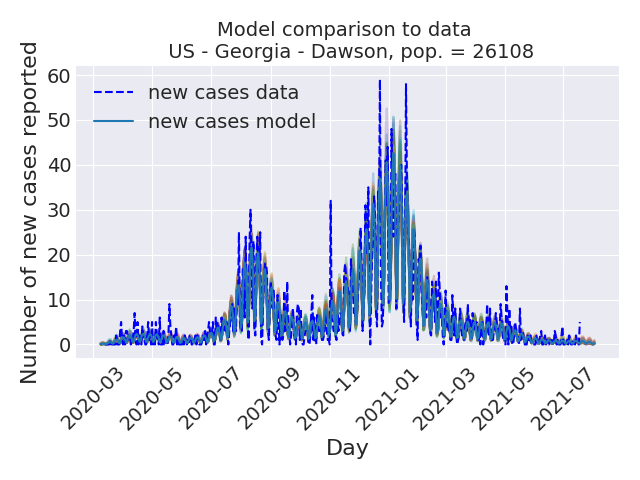 Model comparison to data
US - Georgia - Dawson, pop. = 26108
Number of new cases reported
60
50
40
30
20
10
0
new cases data
new cases model
2020-03
2020-05
2020-07
2020-09
2020-11
2021-01
2021-03
2021-05
2021-07
Day